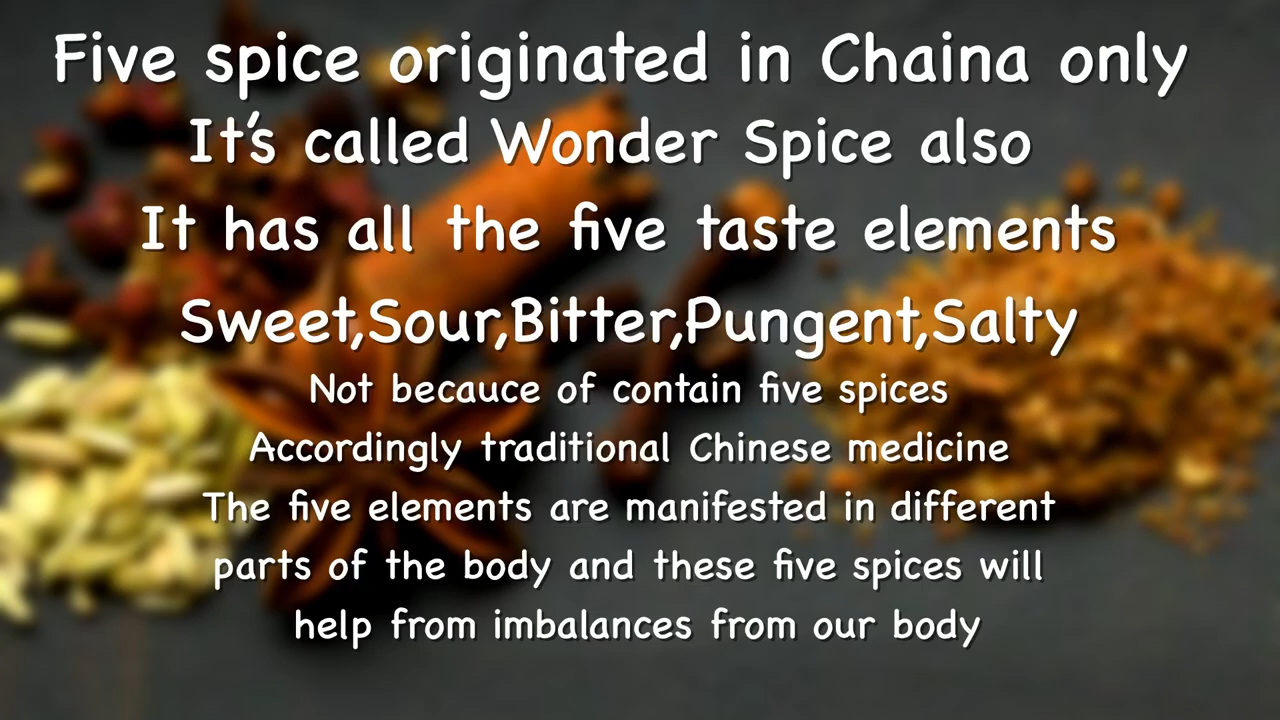 Five spice originated in Chaina only
It's called Wonder Spice also
It has all the five taste elements
Sweet,Sour,Bitter,Pungent,Salty
Not becauce of contain five spices
Accordingly traditional Chinese medicine
The five elements are manifested in different
parts of the body and these five spices will
help from imbalances from our body